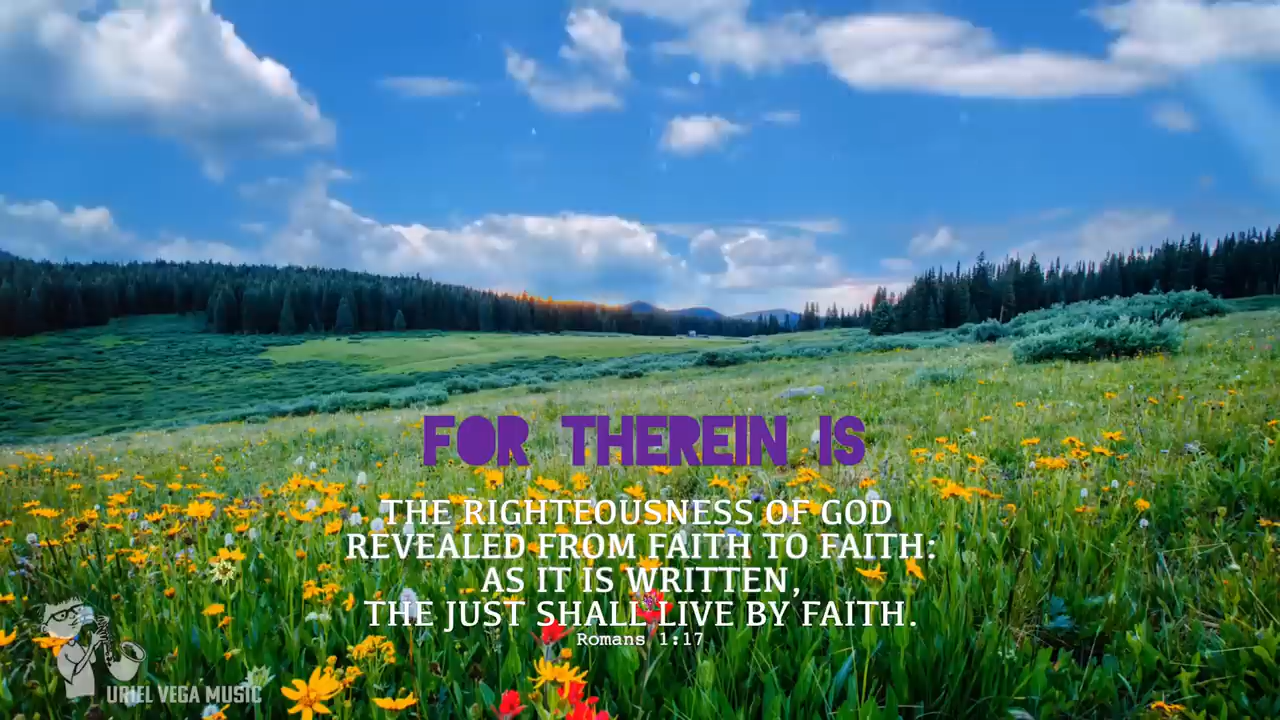 FOR THEREIN IS
THE RIGHTEOUSNESS OF GOD
REVEALED FROM FAITH TO FAITH:
AS IT IS WRITTEN,
THE JUST SHALL LIVE BY FAITH.
Romans 1:17
URIEL VEGA MUSIC